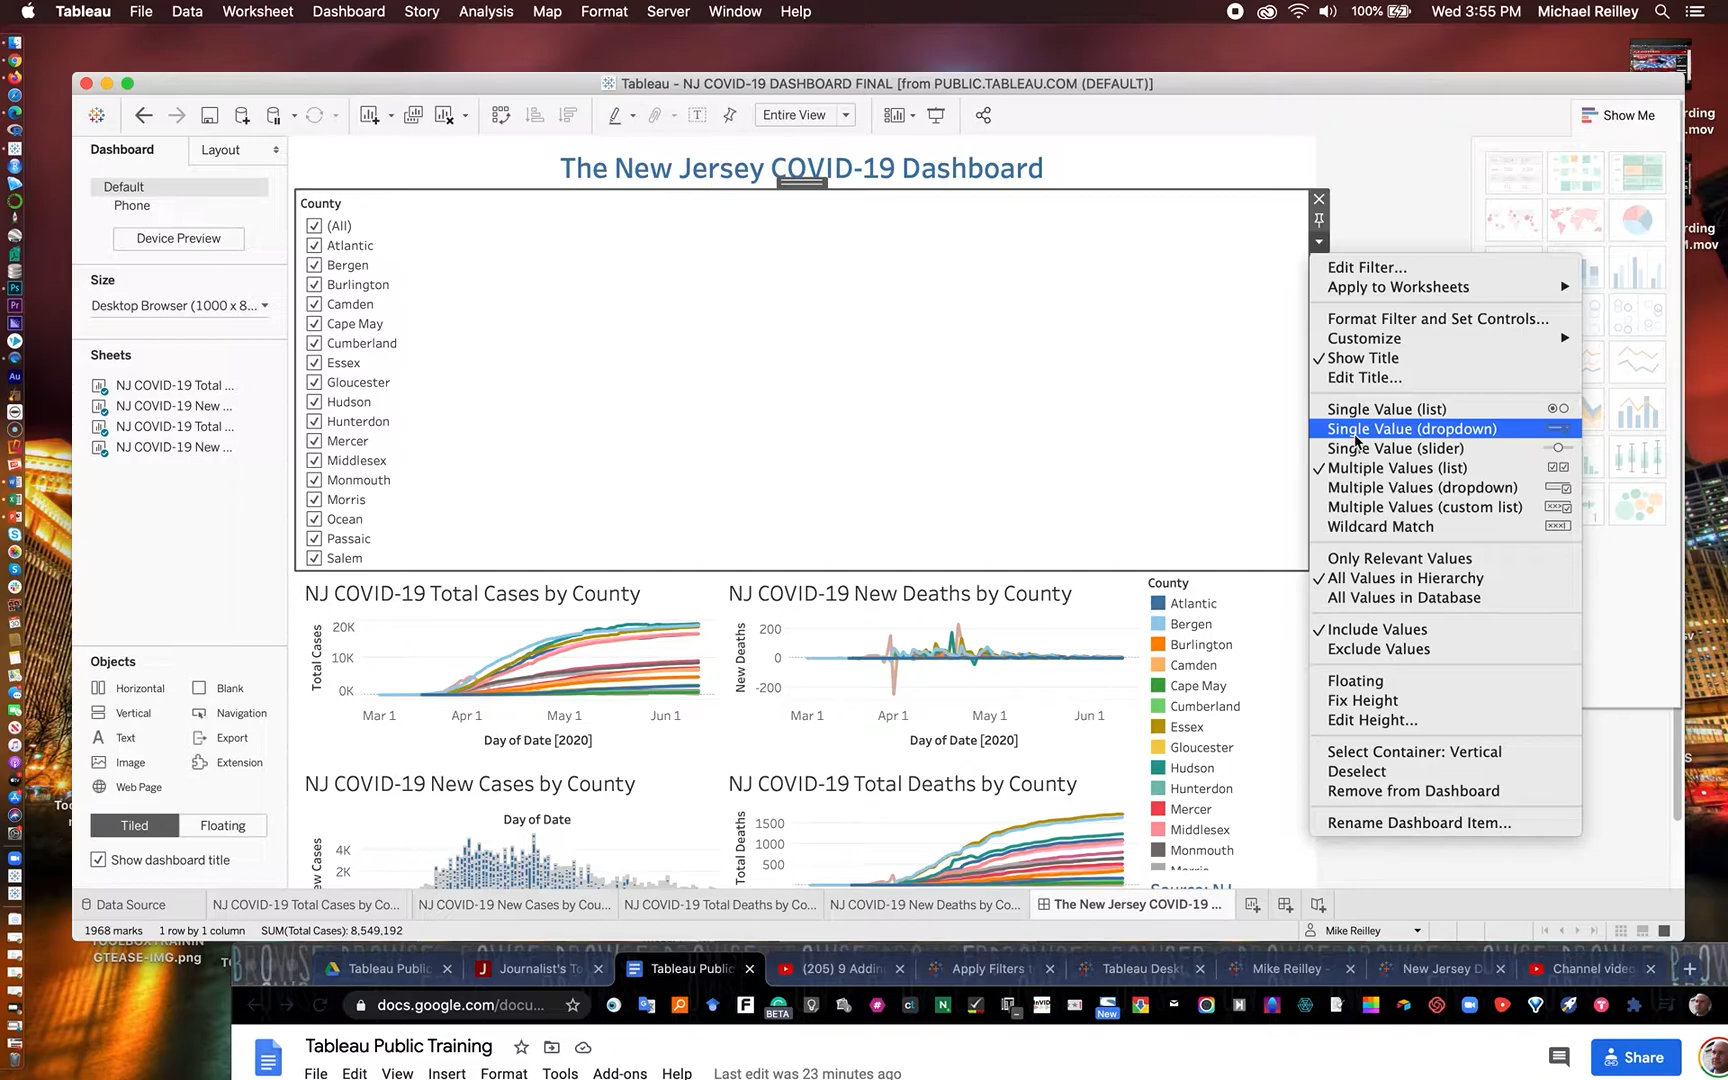 Tableau File Data Worksheet Dashboard Story Analysis Map Format Server Window Help 100% Wed 3:55 PM Michael Reilley
Tableau - NJ COVID-19 DASHBOARD FINAL [from PUBLIC.TABLEAU.COM (DEFAULT)]
Entire View
Show Me
Dashboard
Layout
Default
Phone
Device Preview
Size
Desktop Browser (1000 x 8...
Sheets
NJ COVID-19 Total ...
NJ COVID-19 New ...
NJ COVID-19 Total ...
NJ COVID-19 New ...
Objects
Horizontal Blank
Vertical Navigation
Text Export
Image Extension
Web Page
Tiled Floating
Show dashboard title
The New Jersey COVID-19 Dashboard
County
(All)
Atlantic
Bergen
Burlington
Camden
Cape May
Cumberland
Essex
Gloucester
Hudson
Hunterdon
Mercer
Middlesex
Monmouth
Morris
Ocean
Passaic
Salem
Edit Filter...
Apply to Worksheets
Format Filter and Set Controls...
Customize
Show Title
Edit Title...
Single Value (list)
Single Value (dropdown)
Single Value (slider)
Multiple Values (list)
Multiple Values (dropdown)
Multiple Values (custom list)
Wildcard Match
Only Relevant Values
All Values in Hierarchy
All Values in Database
Include Values
Exclude Values
Floating
Fix Height
Edit Height...
Select Container: Vertical
Deselect
Remove from Dashboard
Rename Dashboard Item...
NJ COVID-19 Total Cases by County
Total Cases
20K
10K
0K
Mar 1 Apr 1 May 1 Jun 1
Day of Date [2020]
NJ COVID-19 New Deaths by County
New Deaths
200
0
-200
Mar 1 Apr 1 May 1 Jun 1
Day of Date [2020]
County
Atlantic
Bergen
Burlington
Camden
Cape May
Cumberland
Essex
Gloucester
Hudson
Hunterdon
Mercer
Middlesex
Monmouth
Morris
NJ COVID-19 New Cases by County
Day of Date
ew Cases
4K
2K
NJ COVID-19 Total Deaths by County
Total Deaths
1500
1000
500
Source: NJ
Data Source
NJ COVID-19 Total Cases by Co...
NJ COVID-19 New Cases by Cou...
NJ COVID-19 Total Deaths by Co...
NJ COVID-19 New Deaths by Co...
The New Jersey COVID-19 ...
1968 marks 1 row by 1 column SUM(Total Cases): 8,549,192
Mike Reilley
GTEASE-IMG.png
rding
.mov
Tableau Public
Journalist's To
Tableau Public
(205) 9 Addin
Apply Filters
Tableau Deskt
Mike Reilley -
New Jersey D
Channel video
docs.google.com/docu...
BETA
New
Tableau Public Training
Share
File Edit View Insert Format Tools Add-ons Help Last edit was 23 minutes ago